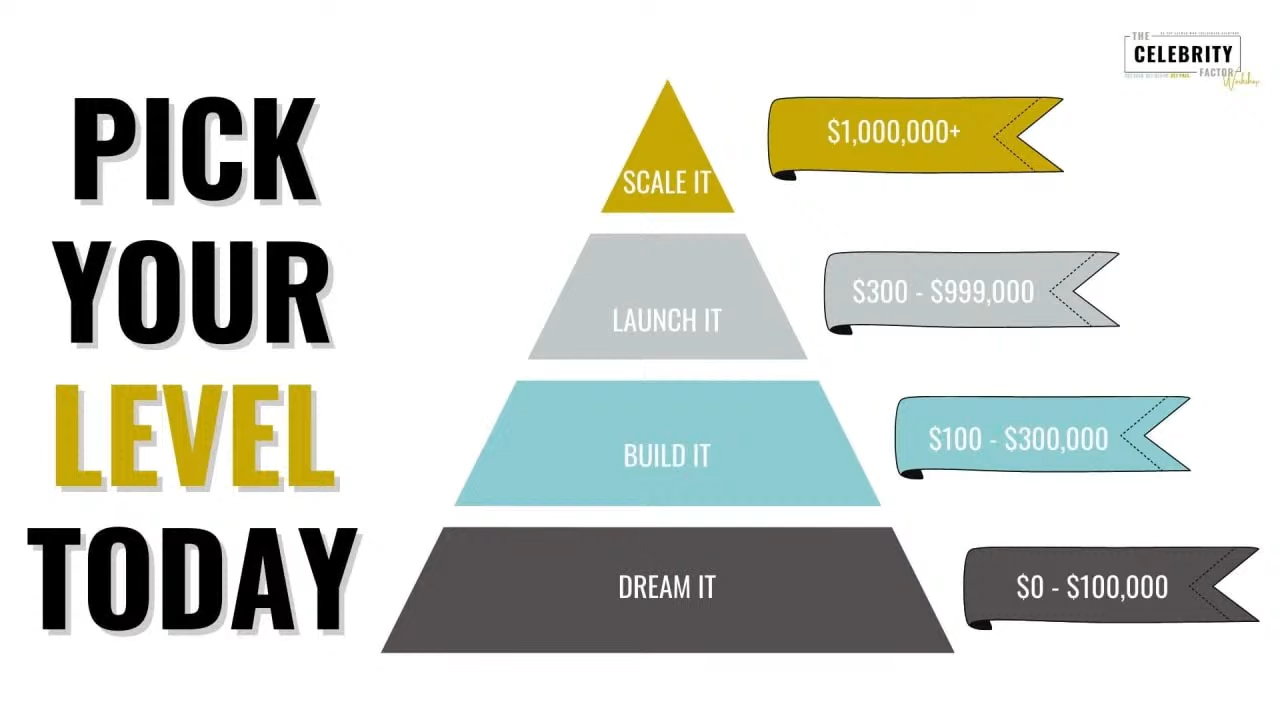 PICK
YOUR
LEVEL
TODAY
SCALE IT
$1,000,000+
LAUNCH IT
$300 - $999,000
BUILD IT
$100 - $300,000
DREAM IT
$0 - $100,000
THE
CELEBRITY
FACTOR
Workshop